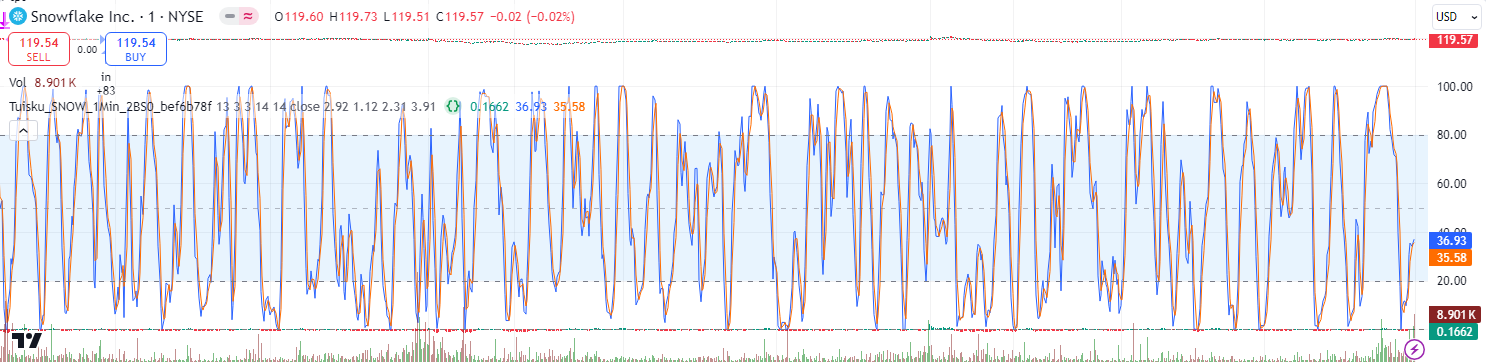 Snowflake Inc. · 1 · NYSE O119.60 H119.73 L119.51 C119.57 −0.02 (−0.02%)
USD
119.54 SELL 0.00 119.54 BUY
119.57
Vol 8.901K
in
+83
100.00
Tuisku_SNOW_1Min_2BS0_bef6b78f 13 3 3 14 14 close 2.92 1.12 2.31 3.91 {} 0.1662 36.93 35.58
80.00
60.00
40.00
36.93
35.58
20.00
8.901K
0.1662